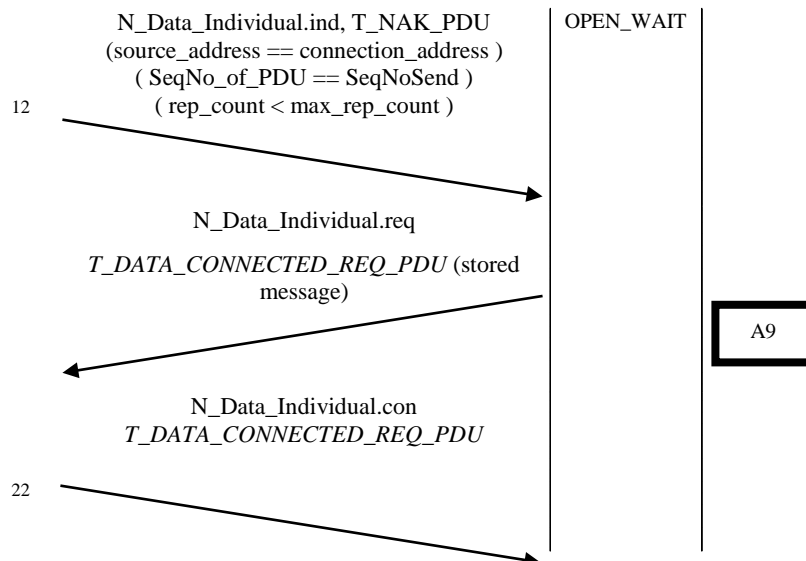 N_Data_Individual.ind, T_NAK_PDU
(source_address == connection_address )
( SeqNo_of_PDU == SeqNoSend )
( rep_count < max_rep_count )
OPEN_WAIT
12
N_Data_Individual.req
T_DATA_CONNECTED_REQ_PDU (stored
message)
A9
N_Data_Individual.con
T_DATA_CONNECTED_REQ_PDU
22